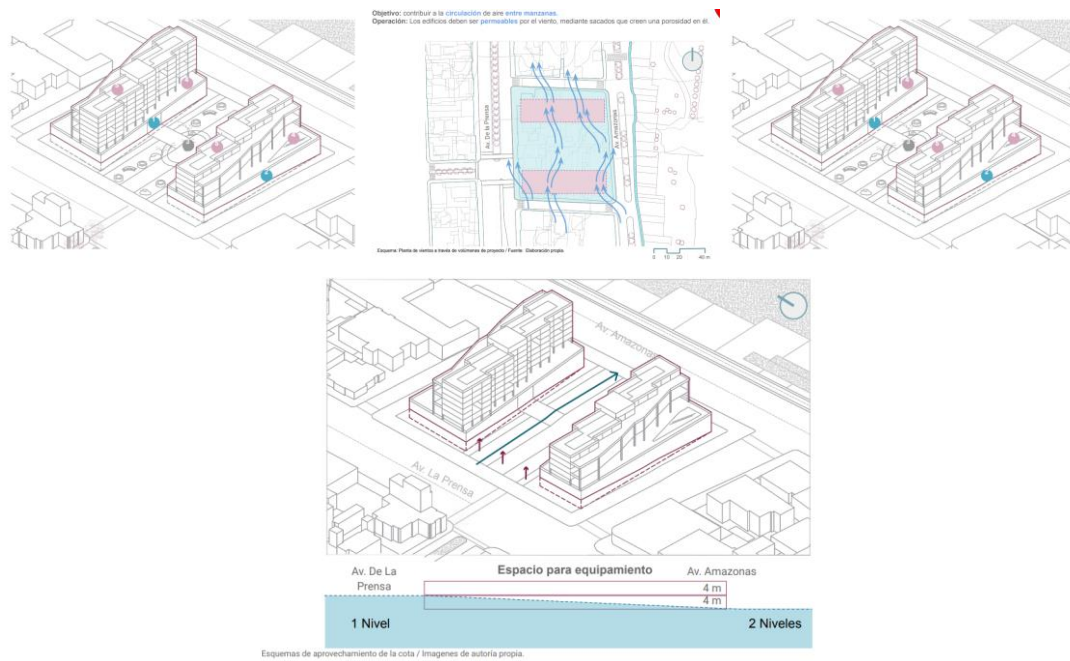 Objetivo: contribuir a la circulación de aire entre manzanas.
Operación: Los edificios deben ser permeables por el viento, mediante sacados que creen una porosidad en él.
Av. De la Prensa
Av. Amazonas
Esquema: Planta de vientos a través de volúmenes de proyecto / Fuente: Elaboración propia.
0 10 20 40 m
Av. Amazonas
Av. La Prensa
Av. De La
Prensa
Espacio para equipamiento
Av. Amazonas
4 m
4 m
1 Nivel
2 Niveles
Esquemas de aprovechamiento de la cota / Imagenes de autoría propia.